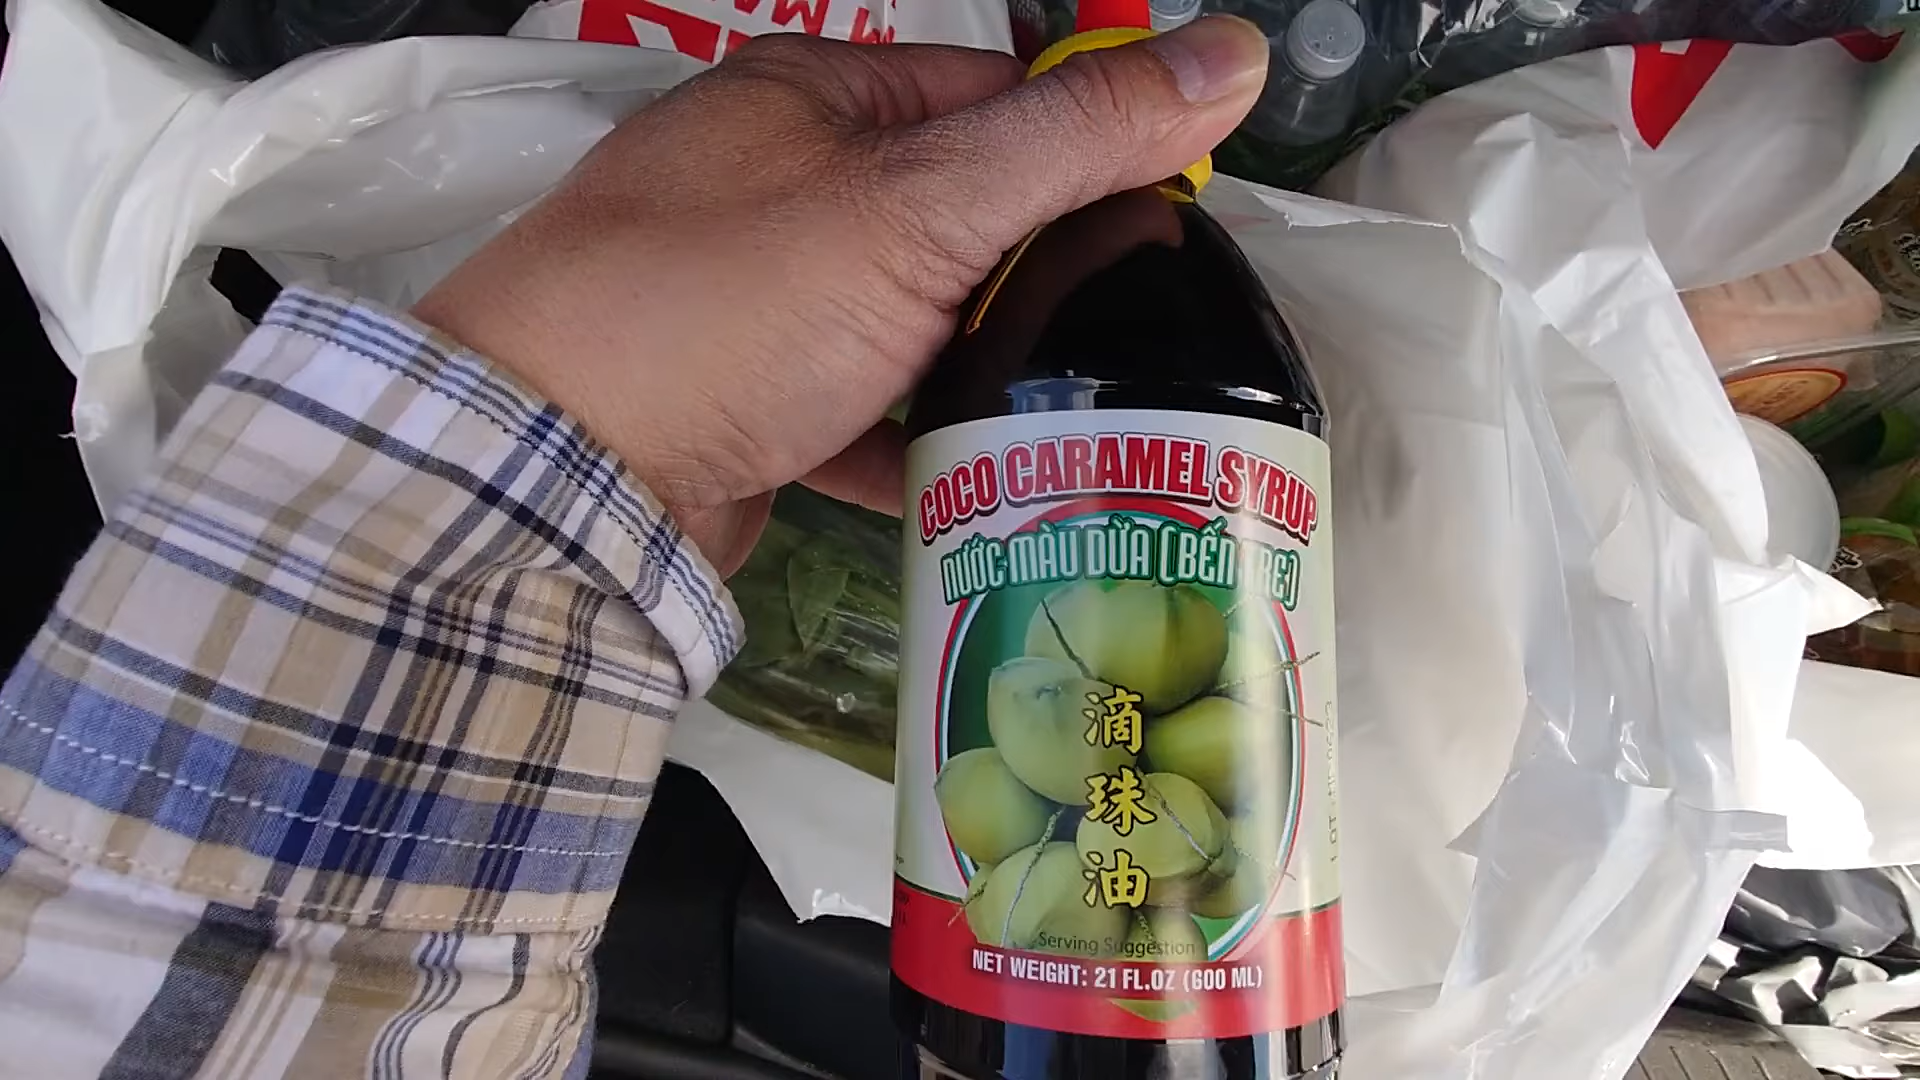 COCO CARAMEL SYRUP
NƯỚC MÀU DỪA (BẾN TRE)
滴
珠
油
Serving Suggestion
NET WEIGHT: 21 FL.OZ (600 ML)